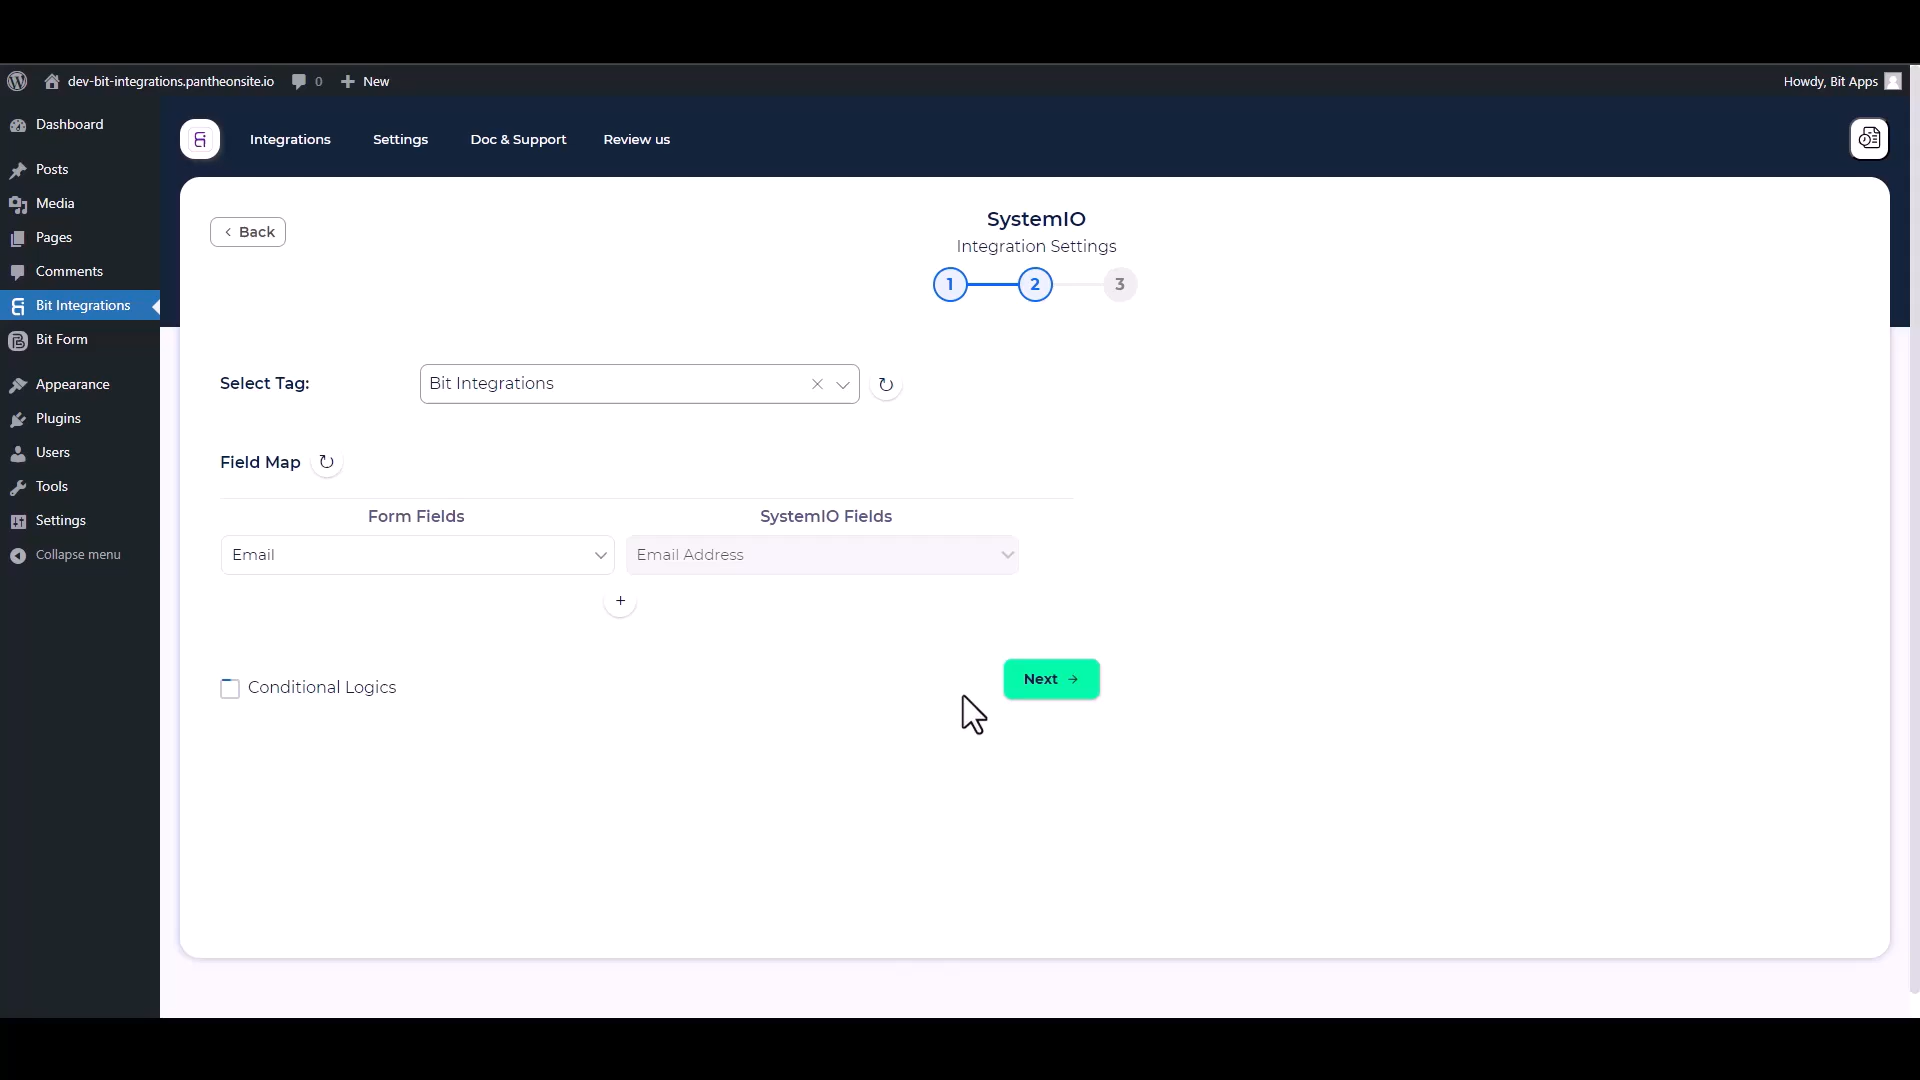 dev-bit-integrations.pantheonsite.io 0 New Howdy, Bit Apps
Dashboard
Posts
Media
Pages
Comments
Bit Integrations
Bit Form
Appearance
Plugins
Users
Tools
Settings
Collapse menu
Integrations Settings Doc & Support Review us
Back
SystemIO
Integration Settings
1 2 3
Select Tag: Bit Integrations
Field Map
Form Fields SystemIO Fields
Email Email Address
+
Conditional Logics
Next